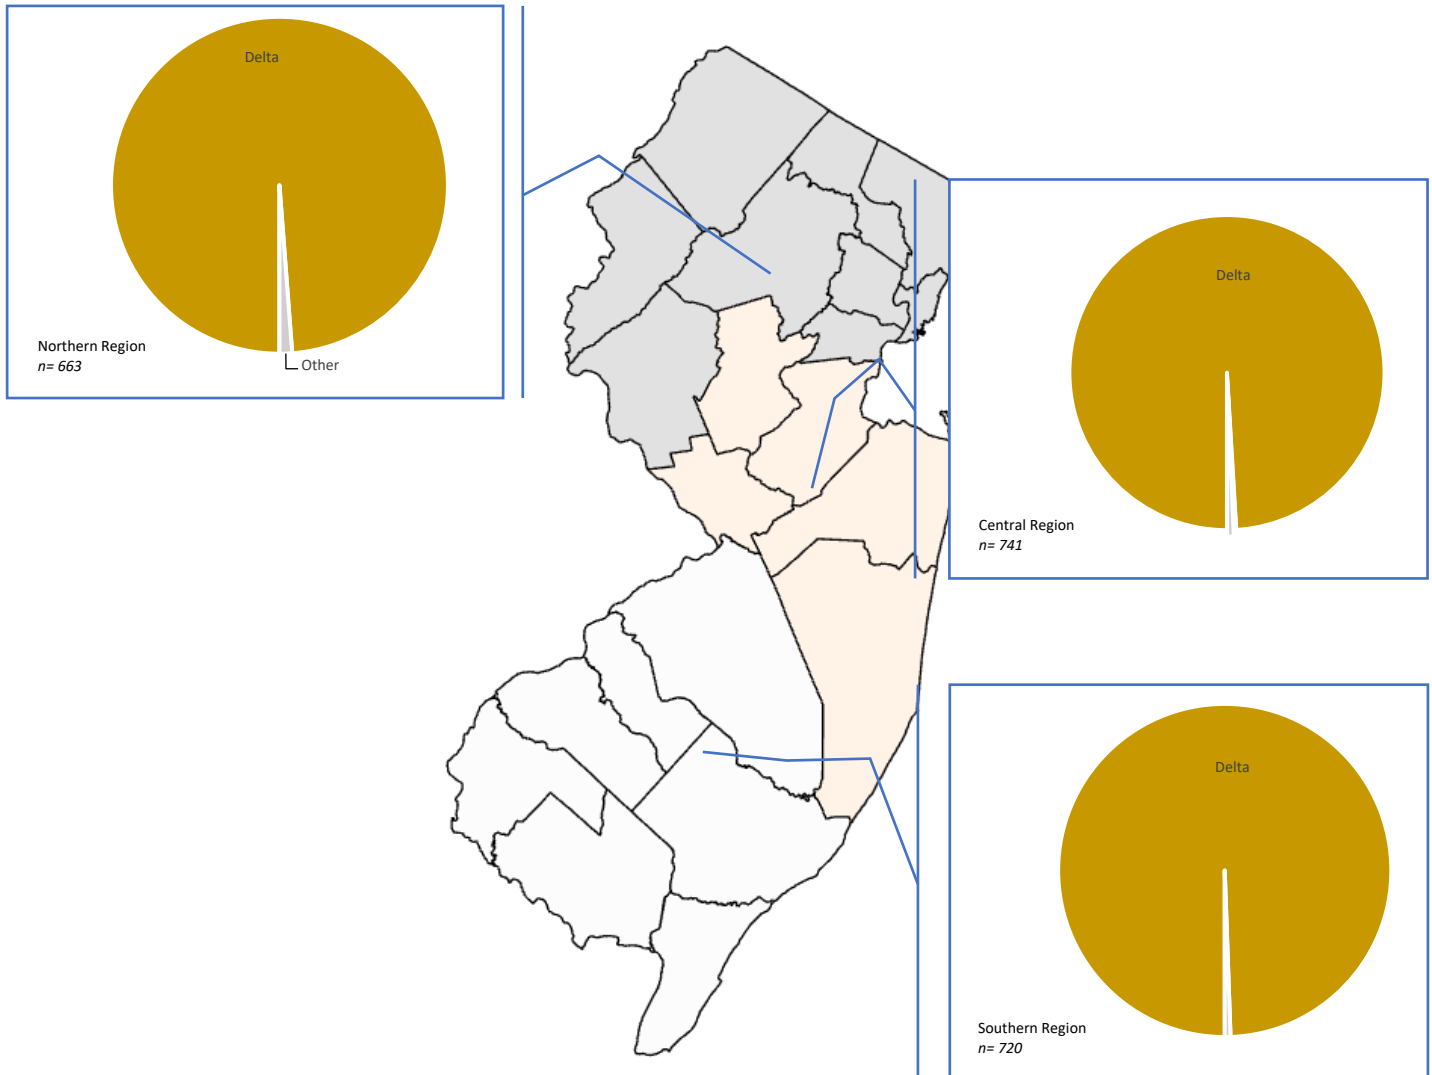 Delta
Northern Region
n= 663
Other
Delta
Central Region
n= 741
Delta
Southern Region
n= 720